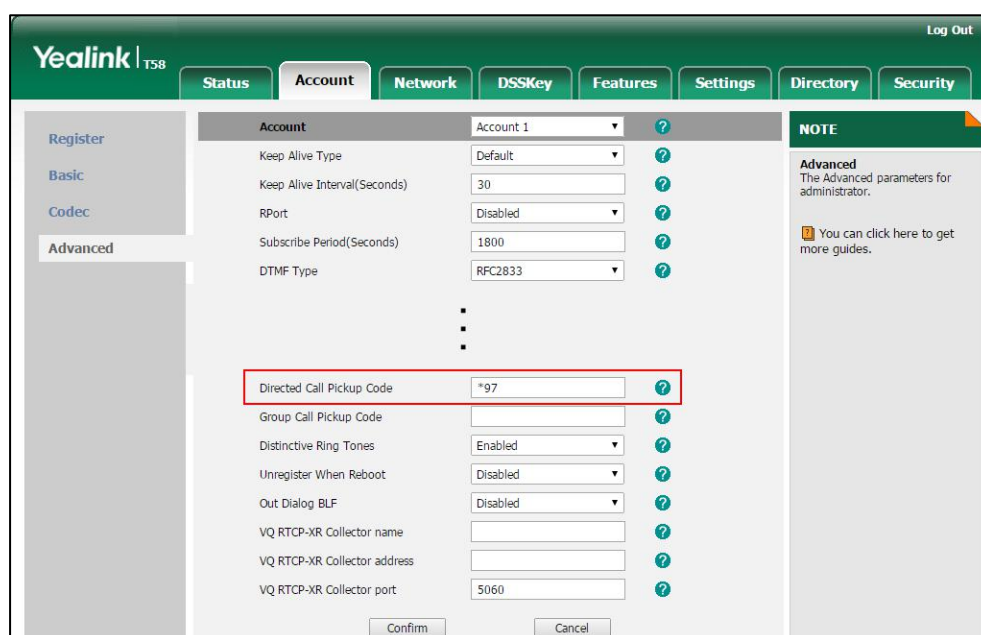 Log Out
Yealink T58
Status Account Network DSSKey Features Settings Directory Security
Register
Basic
Codec
Advanced
Account Account 1
Keep Alive Type Default
Keep Alive Interval(Seconds) 30
RPort Disabled
Subscribe Period(Seconds) 1800
DTMF Type RFC2833
Directed Call Pickup Code *97
Group Call Pickup Code
Distinctive Ring Tones Enabled
Unregister When Reboot Disabled
Out Dialog BLF Disabled
VQ RTCP-XR Collector name
VQ RTCP-XR Collector address
VQ RTCP-XR Collector port 5060
Confirm Cancel
NOTE
Advanced
The Advanced parameters for
administrator.
You can click here to get
more guides.